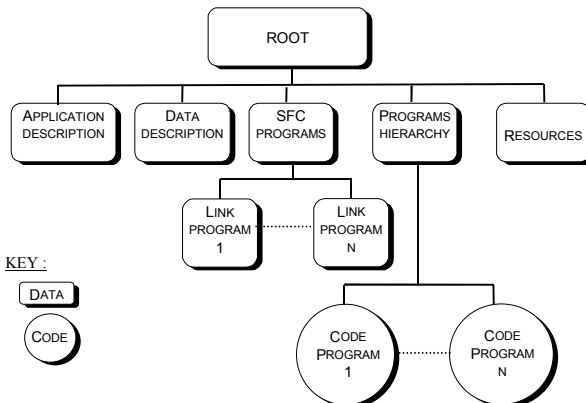 ROOT
APPLICATION
DESCRIPTION
DATA
DESCRIPTION
SFC
PROGRAMS
PROGRAMS
HIERARCHY
RESOURCES
LINK
PROGRAM
1
LINK
PROGRAM
N
KEY :
DATA
CODE
CODE
PROGRAM
1
CODE
PROGRAM
N